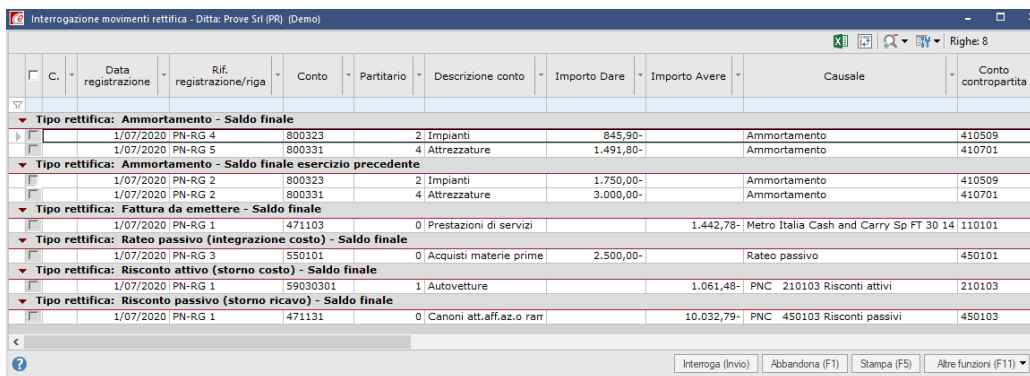 Interrogazione movimenti rettifica - Ditta: Prove Srl (PR) (Demo)
Righe: 8
C. Data registrazione Rif. registrazione/riga Conto Partitario Descrizione conto Importo Dare Importo Avere Causale Conto contropartita
Tipo rettifica: Ammortamento - Saldo finale
1/07/2020 PN-RG 4 800323 2 Impianti 845,90- Ammortamento 410509
1/07/2020 PN-RG 5 800331 4 Attrezzature 1.491,80- Ammortamento 410701
Tipo rettifica: Ammortamento - Saldo finale esercizio precedente
1/07/2020 PN-RG 2 800323 2 Impianti 1.750,00- Ammortamento 410509
1/07/2020 PN-RG 2 800331 4 Attrezzature 3.000,00- Ammortamento 410701
Tipo rettifica: Fattura da emettere - Saldo finale
1/07/2020 PN-RG 1 471103 0 Prestazioni di servizi 1.442,78- Metro Italia Cash and Carry Sp FT 30 14 110101
Tipo rettifica: Rateo passivo (integrazione costo) - Saldo finale
1/07/2020 PN-RG 3 550101 0 Acquisti materie prime 2.500,00- Rateo passivo 450101
Tipo rettifica: Risconto attivo (storno costo) - Saldo finale
1/07/2020 PN-RG 1 59030301 1 Autovetture 1.061,48- PNC 210103 Risconti attivi 210103
Tipo rettifica: Risconto passivo (storno ricavo) - Saldo finale
1/07/2020 PN-RG 1 471131 0 Canoni att.aff.az.o ram 10.032,79- PNC 450103 Risconti passivi 450103
Interroga (Invio) Abbandona (F1) Stampa (F5) Altre funzioni (F11)